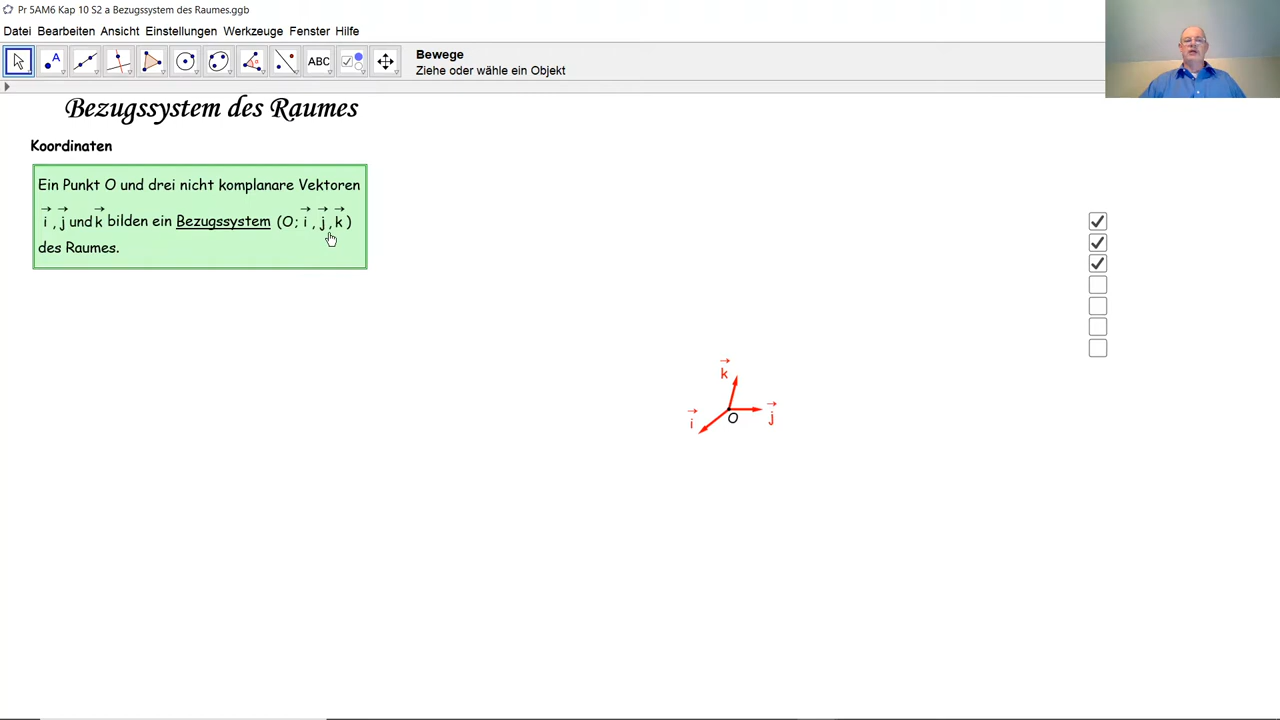 Pr 5AM6 Kap 10 S2 a Bezugssystem des Raumes.ggb
Datei Bearbeiten Ansicht Einstellungen Werkzeuge Fenster Hilfe
A
ABC
Bewege
Ziehe oder wähle ein Objekt
Bezugssystem des Raumes
Koordinaten
Ein Punkt O und drei nicht komplanare Vektoren
i , j und k bilden ein Bezugssystem (O; i , j , k )
des Raumes.
k
i
O
j